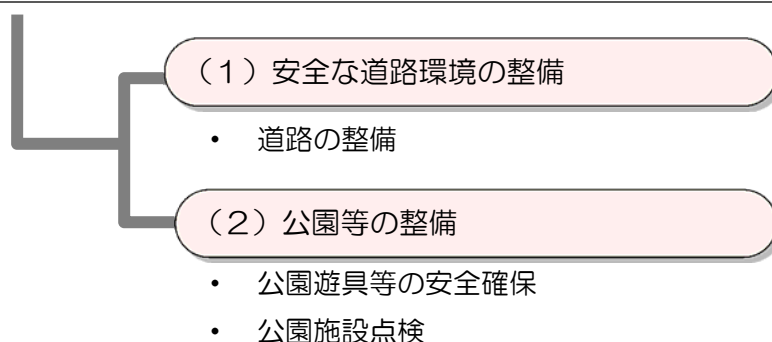 （１）安全な道路環境の整備
・ 道路の整備
（２）公園等の整備
・ 公園遊具等の安全確保
・ 公園施設点検